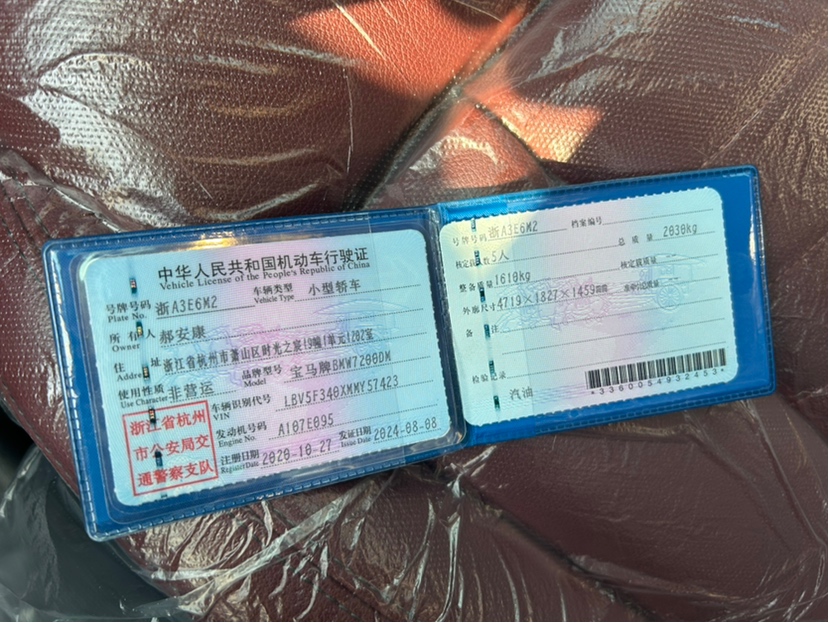 中华人民共和国机动车行驶证
Vehicle License of the People's Republic of China
号牌号码 浙A3E6M2 车辆类型 小型轿车
Plate No. Vehicle Type
所有人 郝安康
Owner
住址 浙江省杭州市萧山区时光之宸19幢1单元1202室
Address
使用性质 非营运 品牌型号 宝马牌BMW7200DM
Use Character Model
浙江省杭州
市公安局交
通警察支队
车辆识别代号 LBV5F340XMMY57423
VIN
发动机号码 A107E095
Engine No.
注册日期 2020-10-27 发证日期 2024-08-08
Register Date Issue Date
号牌号码 浙A3E6M2 档案编号
核定载人数 5人 总质量 2030kg
整备质量 1610kg 核定载质量 --
外廓尺寸 4719×1827×1459mm 准牵引总质量 --
备注
检验记录
汽油
*3360054932453*